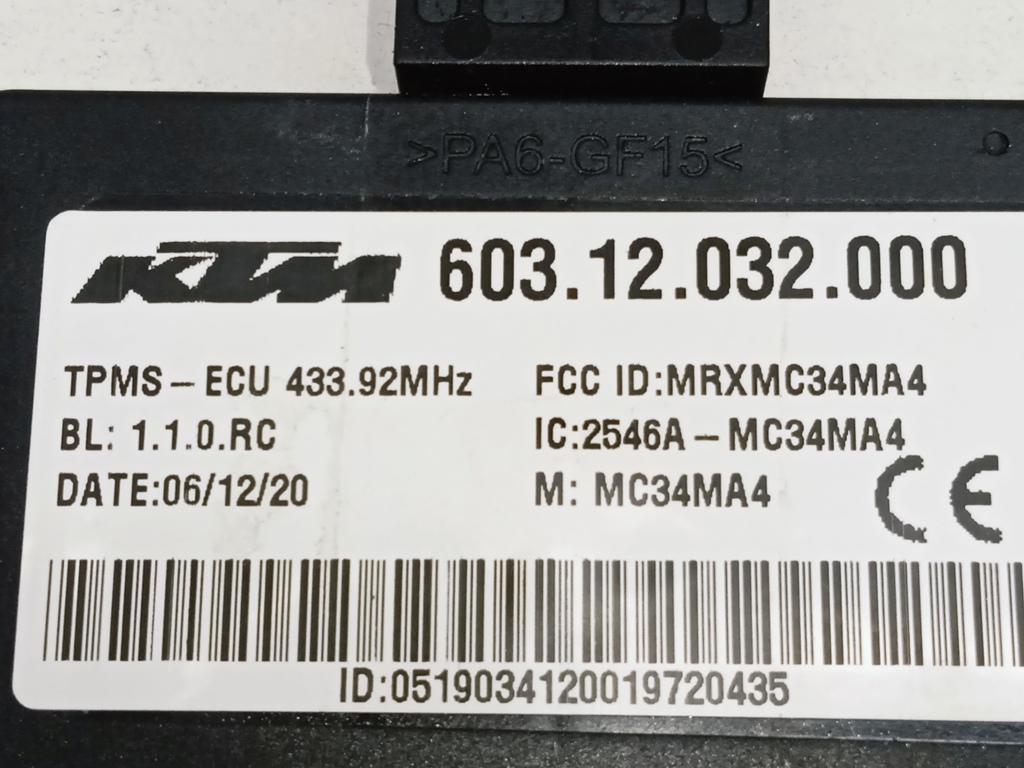 >PA6-GF15<
KTM 603.12.032.000
TPMS-ECU 433.92MHz FCC ID:MRXMC34MA4
BL: 1.1.0.RC IC:2546A-MC34MA4
DATE:06/12/20 M: MC34MA4
CE
ID:0519034120019720435